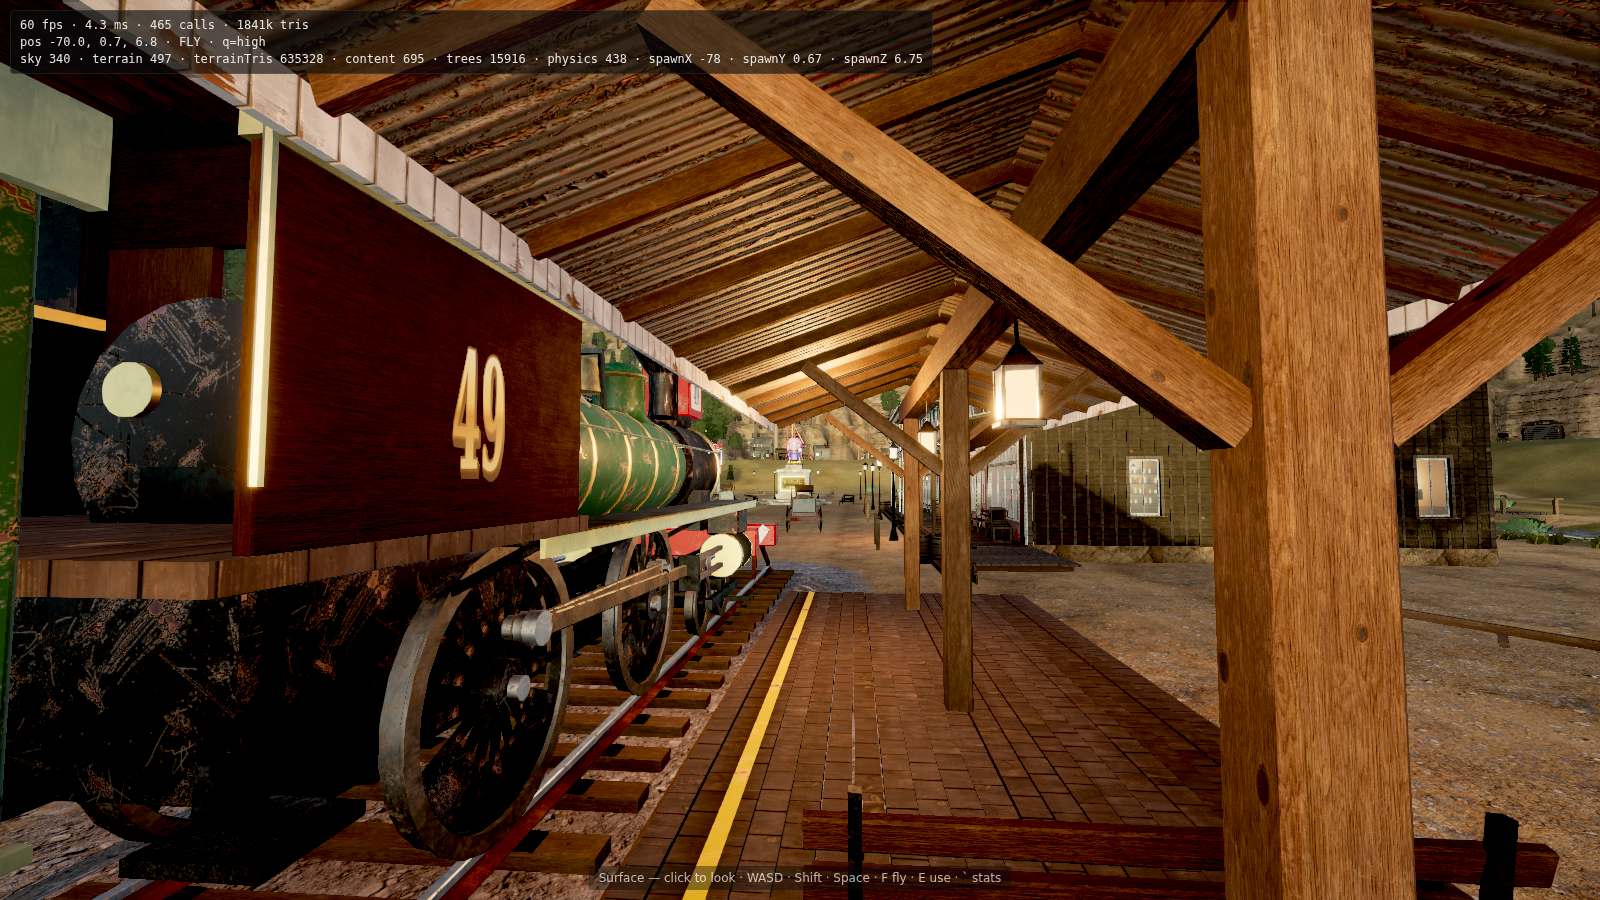 60 fps · 4.3 ms · 465 calls · 1841k tris
pos -70.0, 0.7, 6.8 · FLY · q=high
sky 340 · terrain 497 · terrainTris 635328 · content 695 · trees 15916 · physics 438 · spawnX -78 · spawnY 0.67 · spawnZ 6.75
49
Surface — click to look · WASD · Shift · Space · F fly · E use · ` stats